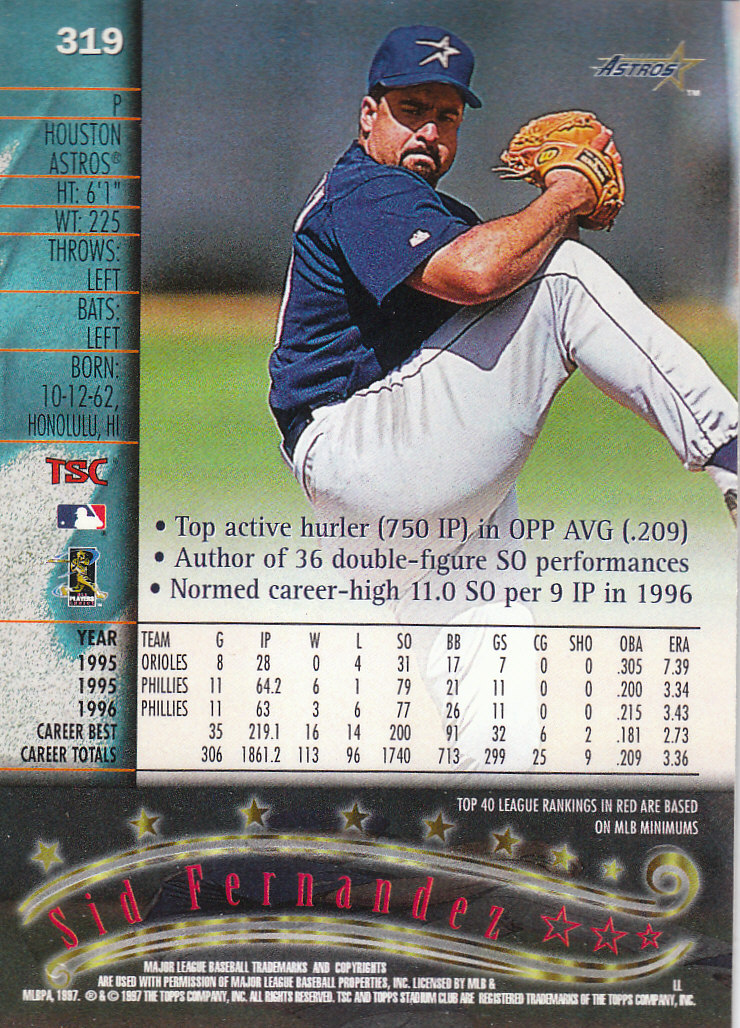 319
ASTROS™
P
HOUSTON
ASTROS®
HT: 6'1"
WT: 225
THROWS:
LEFT
BATS:
LEFT
BORN:
10-12-62,
HONOLULU, HI
TSC
PLAYERS
CHOICE
• Top active hurler (750 IP) in OPP AVG (.209)
• Author of 36 double-figure SO performances
• Normed career-high 11.0 SO per 9 IP in 1996
YEAR TEAM G IP W L SO BB GS CG SHO OBA ERA
1995 ORIOLES 8 28 0 4 31 17 7 0 0 .305 7.39
1995 PHILLIES 11 64.2 6 1 79 21 11 0 0 .200 3.34
1996 PHILLIES 11 63 3 6 77 26 11 0 0 .215 3.43
CAREER BEST 35 219.1 16 14 200 91 32 6 2 .181 2.73
CAREER TOTALS 306 1861.2 113 96 1740 713 299 25 9 .209 3.36
TOP 40 LEAGUE RANKINGS IN RED ARE BASED
ON MLB MINIMUMS
Sid Fernandez
MAJOR LEAGUE BASEBALL TRADEMARKS AND COPYRIGHTS
ARE USED WITH PERMISSION OF MAJOR LEAGUE BASEBALL PROPERTIES, INC. LICENSED BY MLB &
LL
MLBPA, 1997. ® & © 1997 THE TOPPS COMPANY, INC. ALL RIGHTS RESERVED. TSC AND TOPPS STADIUM CLUB ARE REGISTERED TRADEMARKS OF THE TOPPS COMPANY, INC.